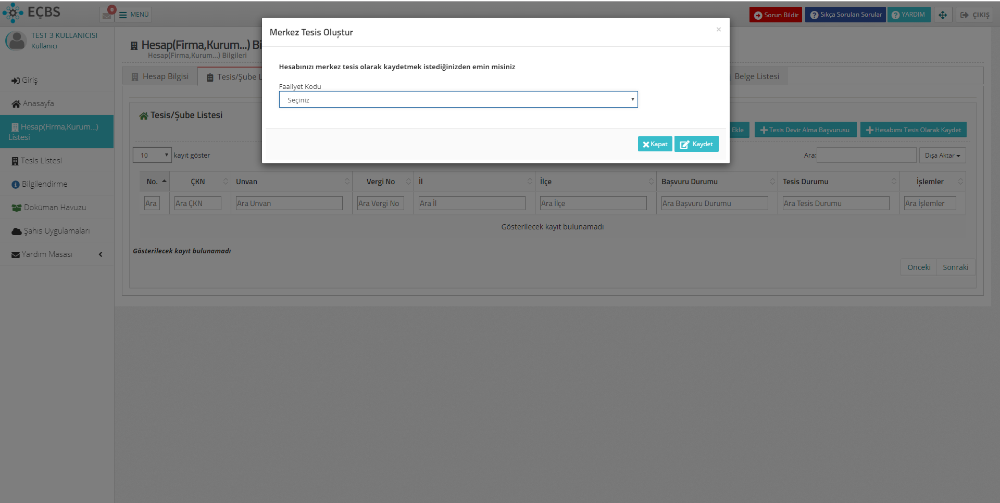 EÇBS
0
MENÜ
Sorun Bildir
Sıkça Sorulan Sorular
YARDIM
ÇIKIŞ
TEST 3 KULLANICISI
Kullanıcı
Giriş
Anasayfa
Hesap(Firma,Kurum...)
Listesi
Tesis Listesi
Bilgilendirme
Doküman Havuzu
Şahıs Uygulamaları
Yardım Masası
Hesap(Firma,Kurum...) Bi
Hesap(Firma,Kurum...) Bilgileri
Hesap Bilgisi
Tesis/Şube L
Belge Listesi
Merkez Tesis Oluştur
×
Hesabınızı merkez tesis olarak kaydetmek istediğinizden emin misiniz
Faaliyet Kodu
Seçiniz
Kapat
Kaydet
Tesis/Şube Listesi
Ekle
Tesis Devir Alma Başvurusu
Hesabımı Tesis Olarak Kaydet
10 kayıt göster
Ara:
Dışa Aktar
No. ÇKN Unvan Vergi No İl İlçe Başvuru Durumu Tesis Durumu İşlemler
Ara Ara ÇKN Ara Unvan Ara Vergi No Ara İl Ara İlçe Ara Başvuru Durumu Ara Tesis Durumu Ara İşlemler
Gösterilecek kayıt bulunamadı
Gösterilecek kayıt bulunamadı
Önceki Sonraki